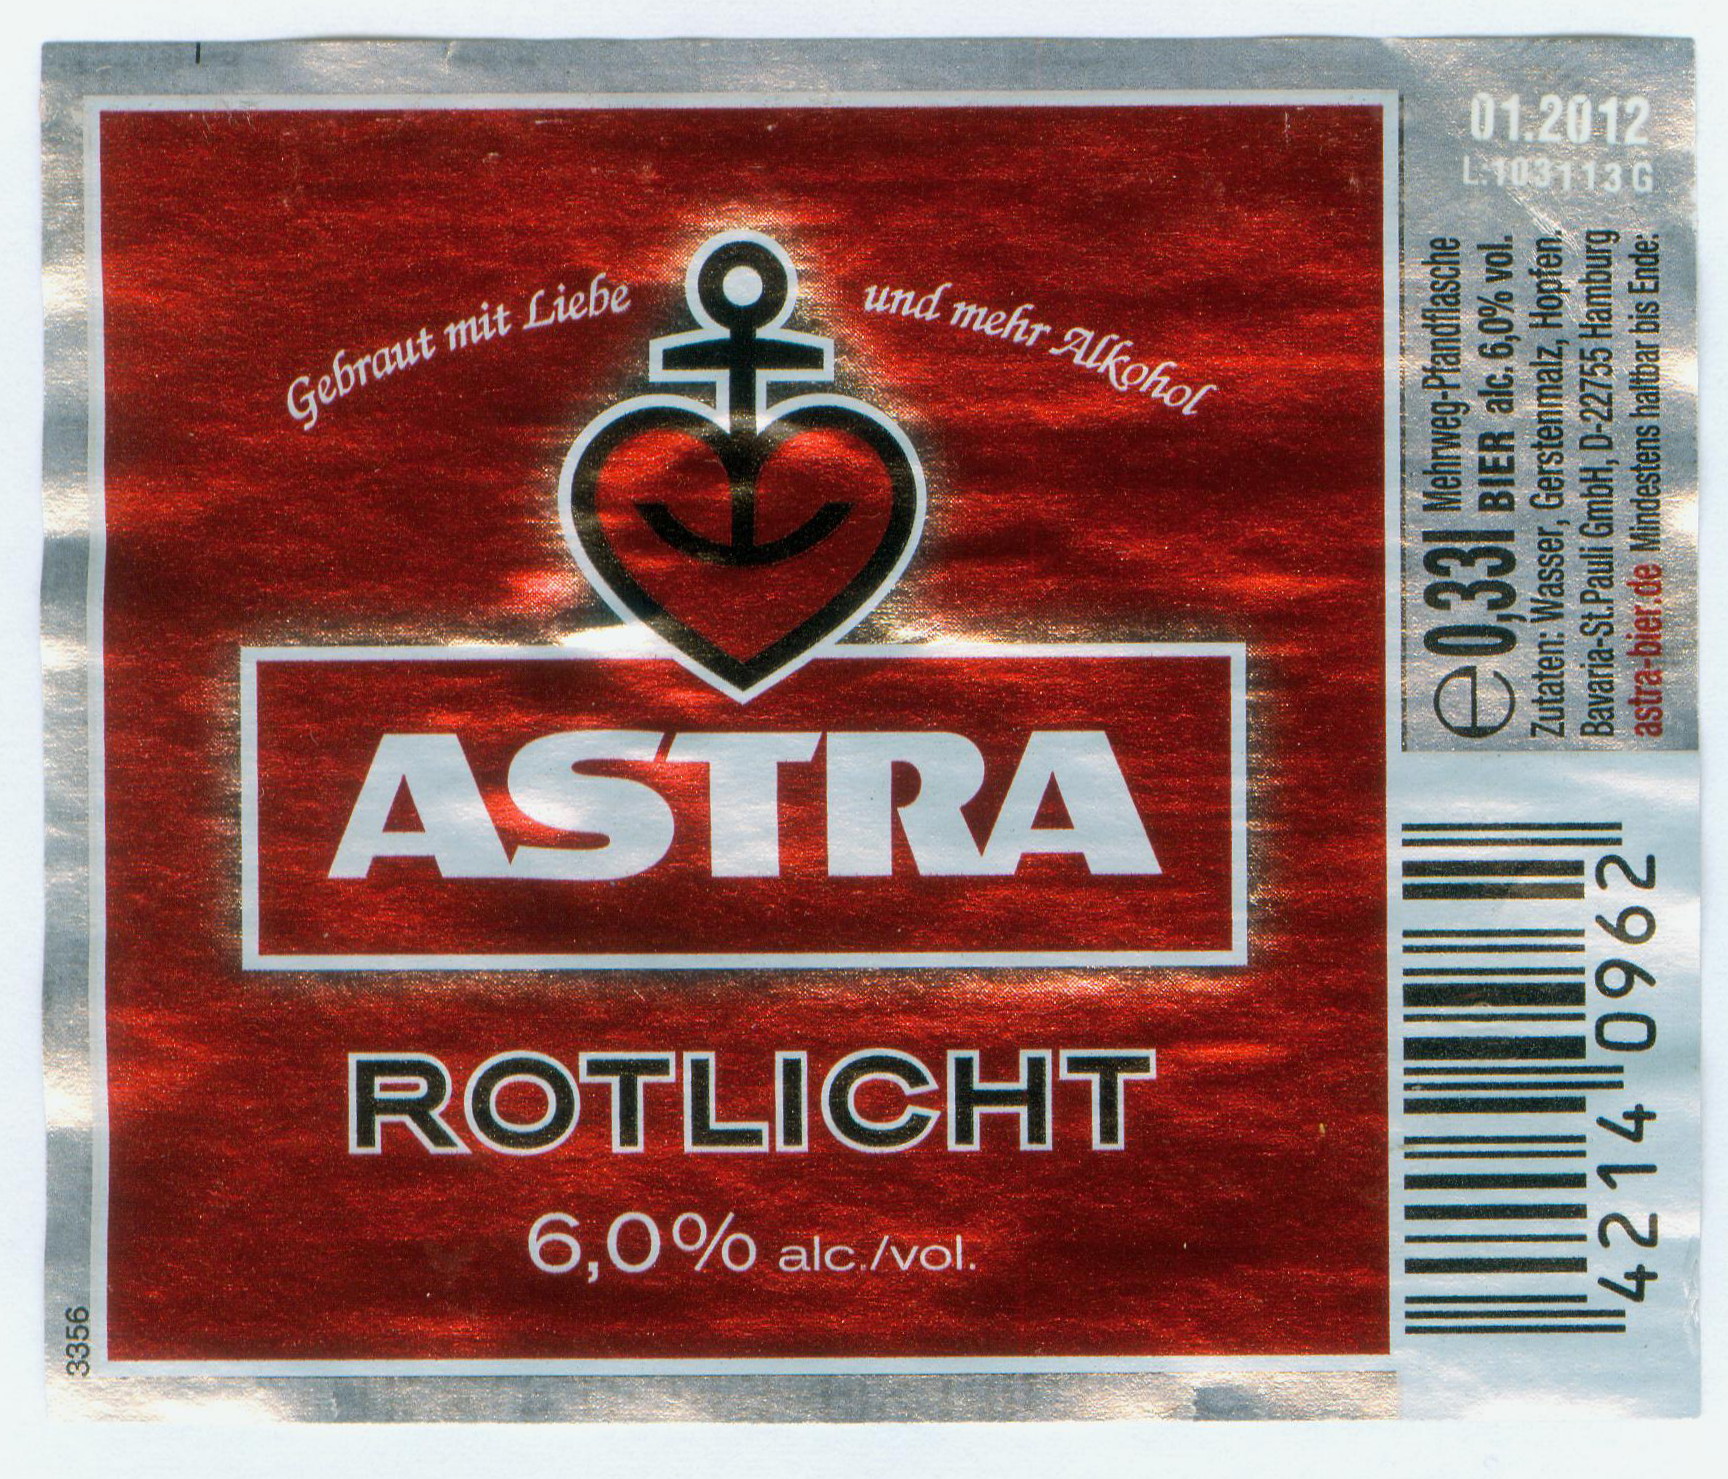 Gebraut mit Liebe und mehr Alkohol
ASTRA
ROTLICHT
6,0% alc./vol.
3356
01.2012
L:103113 G
e 0,33l Mehrweg-Pfandflasche
BIER alc. 6,0% vol.
Zutaten: Wasser, Gerstenmalz, Hopfen.
Bavaria-St.Pauli GmbH, D-22755 Hamburg
astra-bier.de Mindestens haltbar bis Ende:
42140962